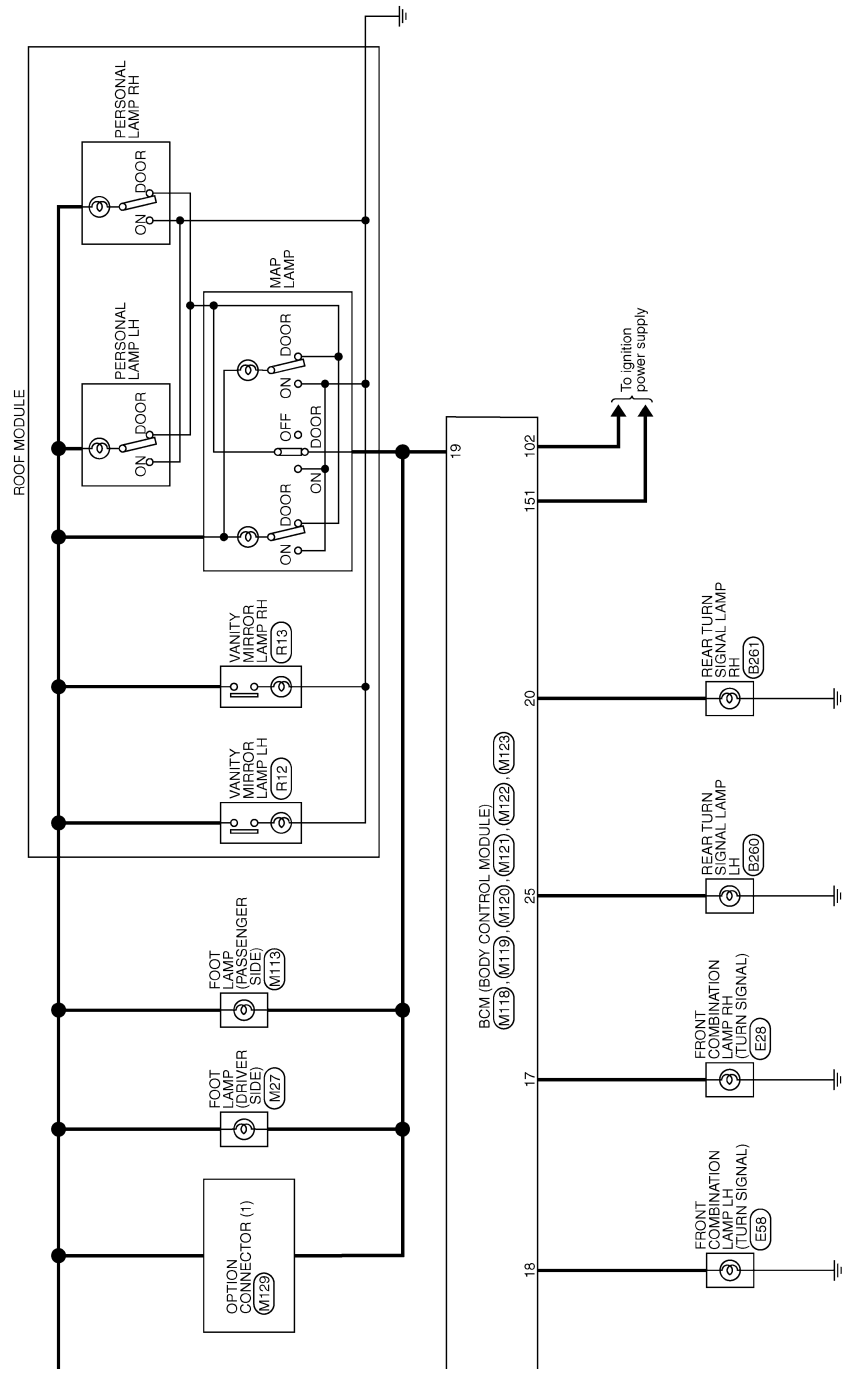 ROOF MODULE
PERSONAL
LAMP RH
DOOR
ON
PERSONAL
LAMP LH
DOOR
ON
MAP
LAMP
DOOR
ON
OFF
DOOR
ON
DOOR
ON
VANITY
MIRROR
LAMP RH
R13
VANITY
MIRROR
LAMP LH
R12
FOOT
LAMP
(PASSENGER
SIDE)
M113
FOOT
LAMP
(DRIVER
SIDE)
M27
OPTION
CONNECTOR (1)
M129
BCM (BODY CONTROL MODULE)
M118 , M119 , M120 , M121 , M122 , M123
19
102
151
20
25
17
18
To ignition
power supply
REAR TURN
SIGNAL LAMP
RH
B261
REAR TURN
SIGNAL LAMP
LH
B260
FRONT
COMBINATION
LAMP RH
(TURN SIGNAL)
E28
FRONT
COMBINATION
LAMP LH
(TURN SIGNAL)
E58